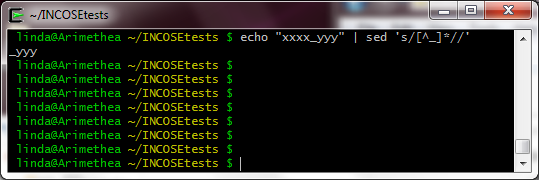 ~/INCOSEtests
linda@Arimethea ~/INCOSEtests $ echo "xxxx_yyy" | sed 's/[^_]*//'
_yyy
linda@Arimethea ~/INCOSEtests $
linda@Arimethea ~/INCOSEtests $
linda@Arimethea ~/INCOSEtests $
linda@Arimethea ~/INCOSEtests $
linda@Arimethea ~/INCOSEtests $
linda@Arimethea ~/INCOSEtests $
linda@Arimethea ~/INCOSEtests $
linda@Arimethea ~/INCOSEtests $